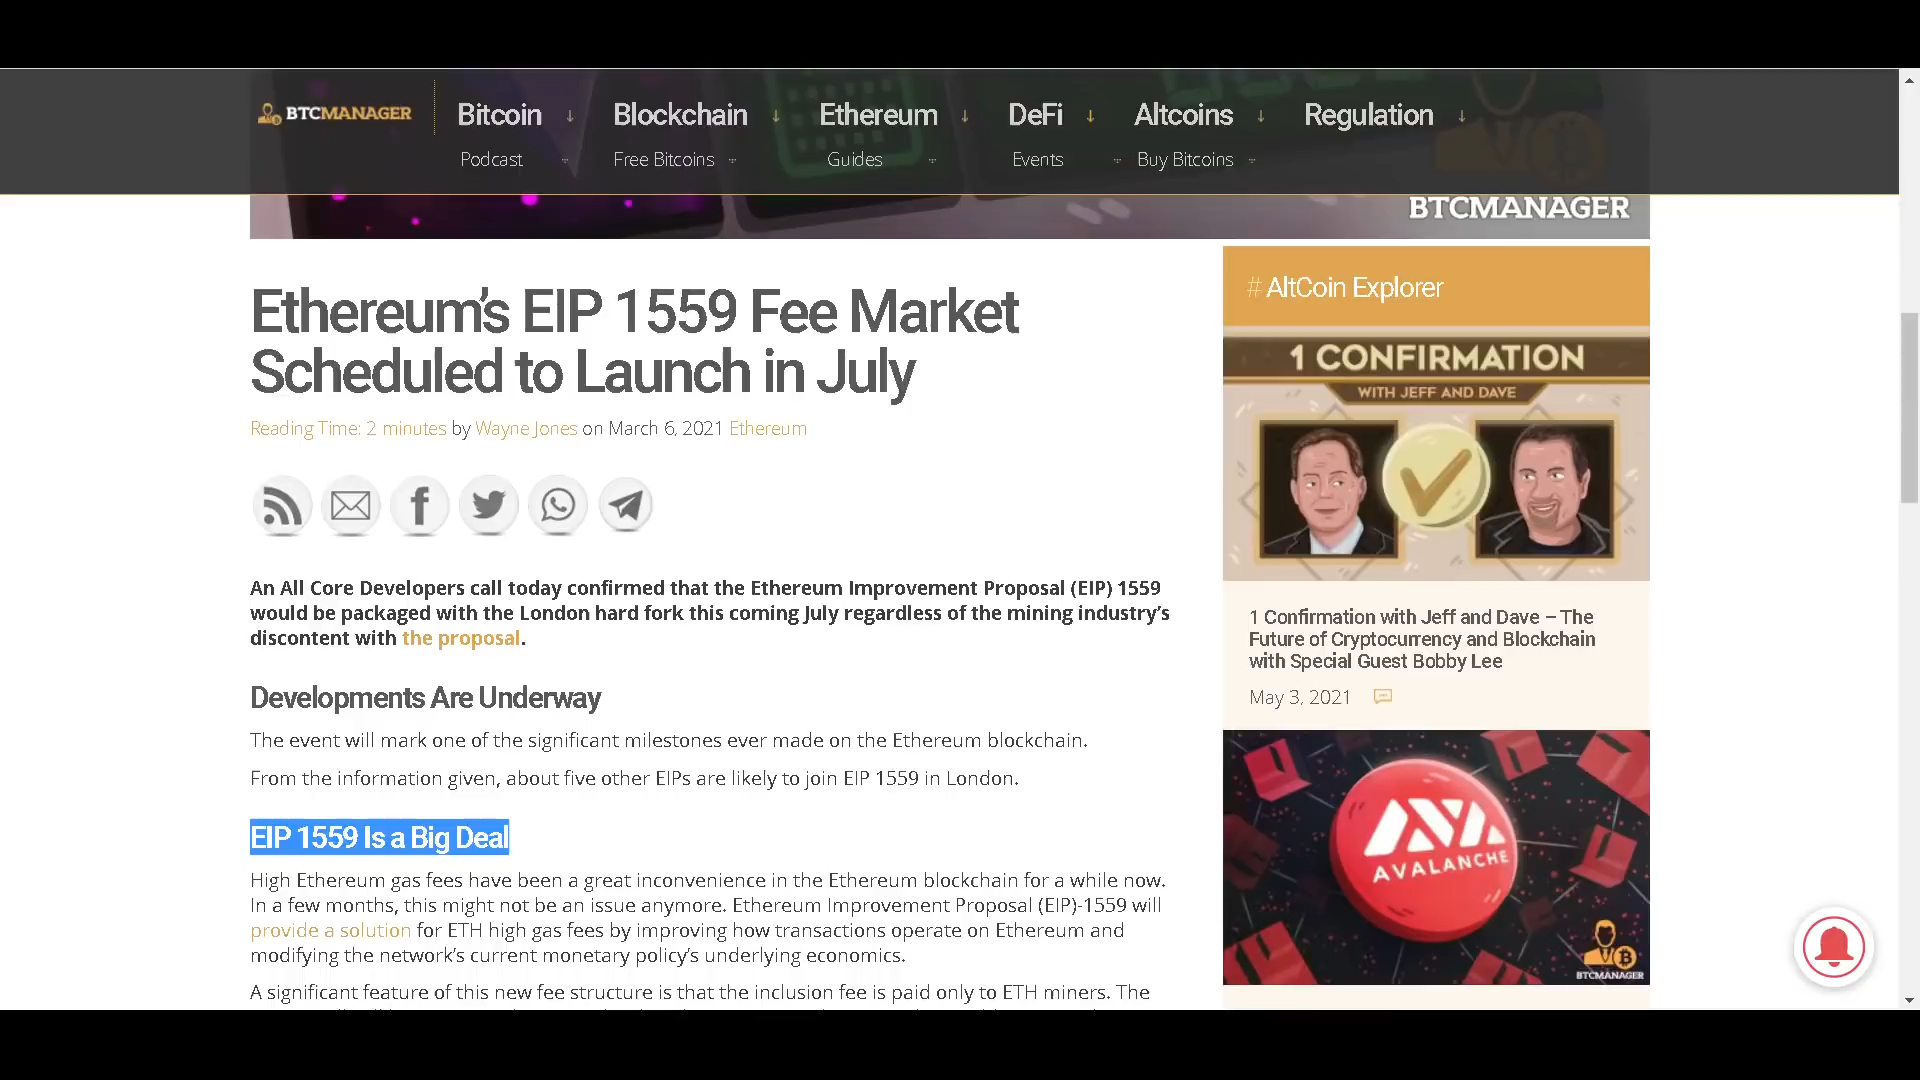 BTCMANAGER
Bitcoin
Blockchain
Ethereum
DeFi
Altcoins
Regulation
Podcast
Free Bitcoins
Guides
Events
Buy Bitcoins
BTCMANAGER
Ethereum’s EIP 1559 Fee Market
Scheduled to Launch in July
Reading Time: 2 minutes by Wayne Jones on March 6, 2021 Ethereum
An All Core Developers call today confirmed that the Ethereum Improvement Proposal (EIP) 1559
would be packaged with the London hard fork this coming July regardless of the mining industry’s
discontent with the proposal.
Developments Are Underway
The event will mark one of the significant milestones ever made on the Ethereum blockchain.
From the information given, about five other EIPs are likely to join EIP 1559 in London.
EIP 1559 Is a Big Deal
High Ethereum gas fees have been a great inconvenience in the Ethereum blockchain for a while now.
In a few months, this might not be an issue anymore. Ethereum Improvement Proposal (EIP)-1559 will
provide a solution for ETH high gas fees by improving how transactions operate on Ethereum and
modifying the network’s current monetary policy’s underlying economics.
A significant feature of this new fee structure is that the inclusion fee is paid only to ETH miners. The
# AltCoin Explorer
1 CONFIRMATION
WITH JEFF AND DAVE
1 Confirmation with Jeff and Dave – The
Future of Cryptocurrency and Blockchain
with Special Guest Bobby Lee
May 3, 2021
AVALANCHE
BTCMANAGER